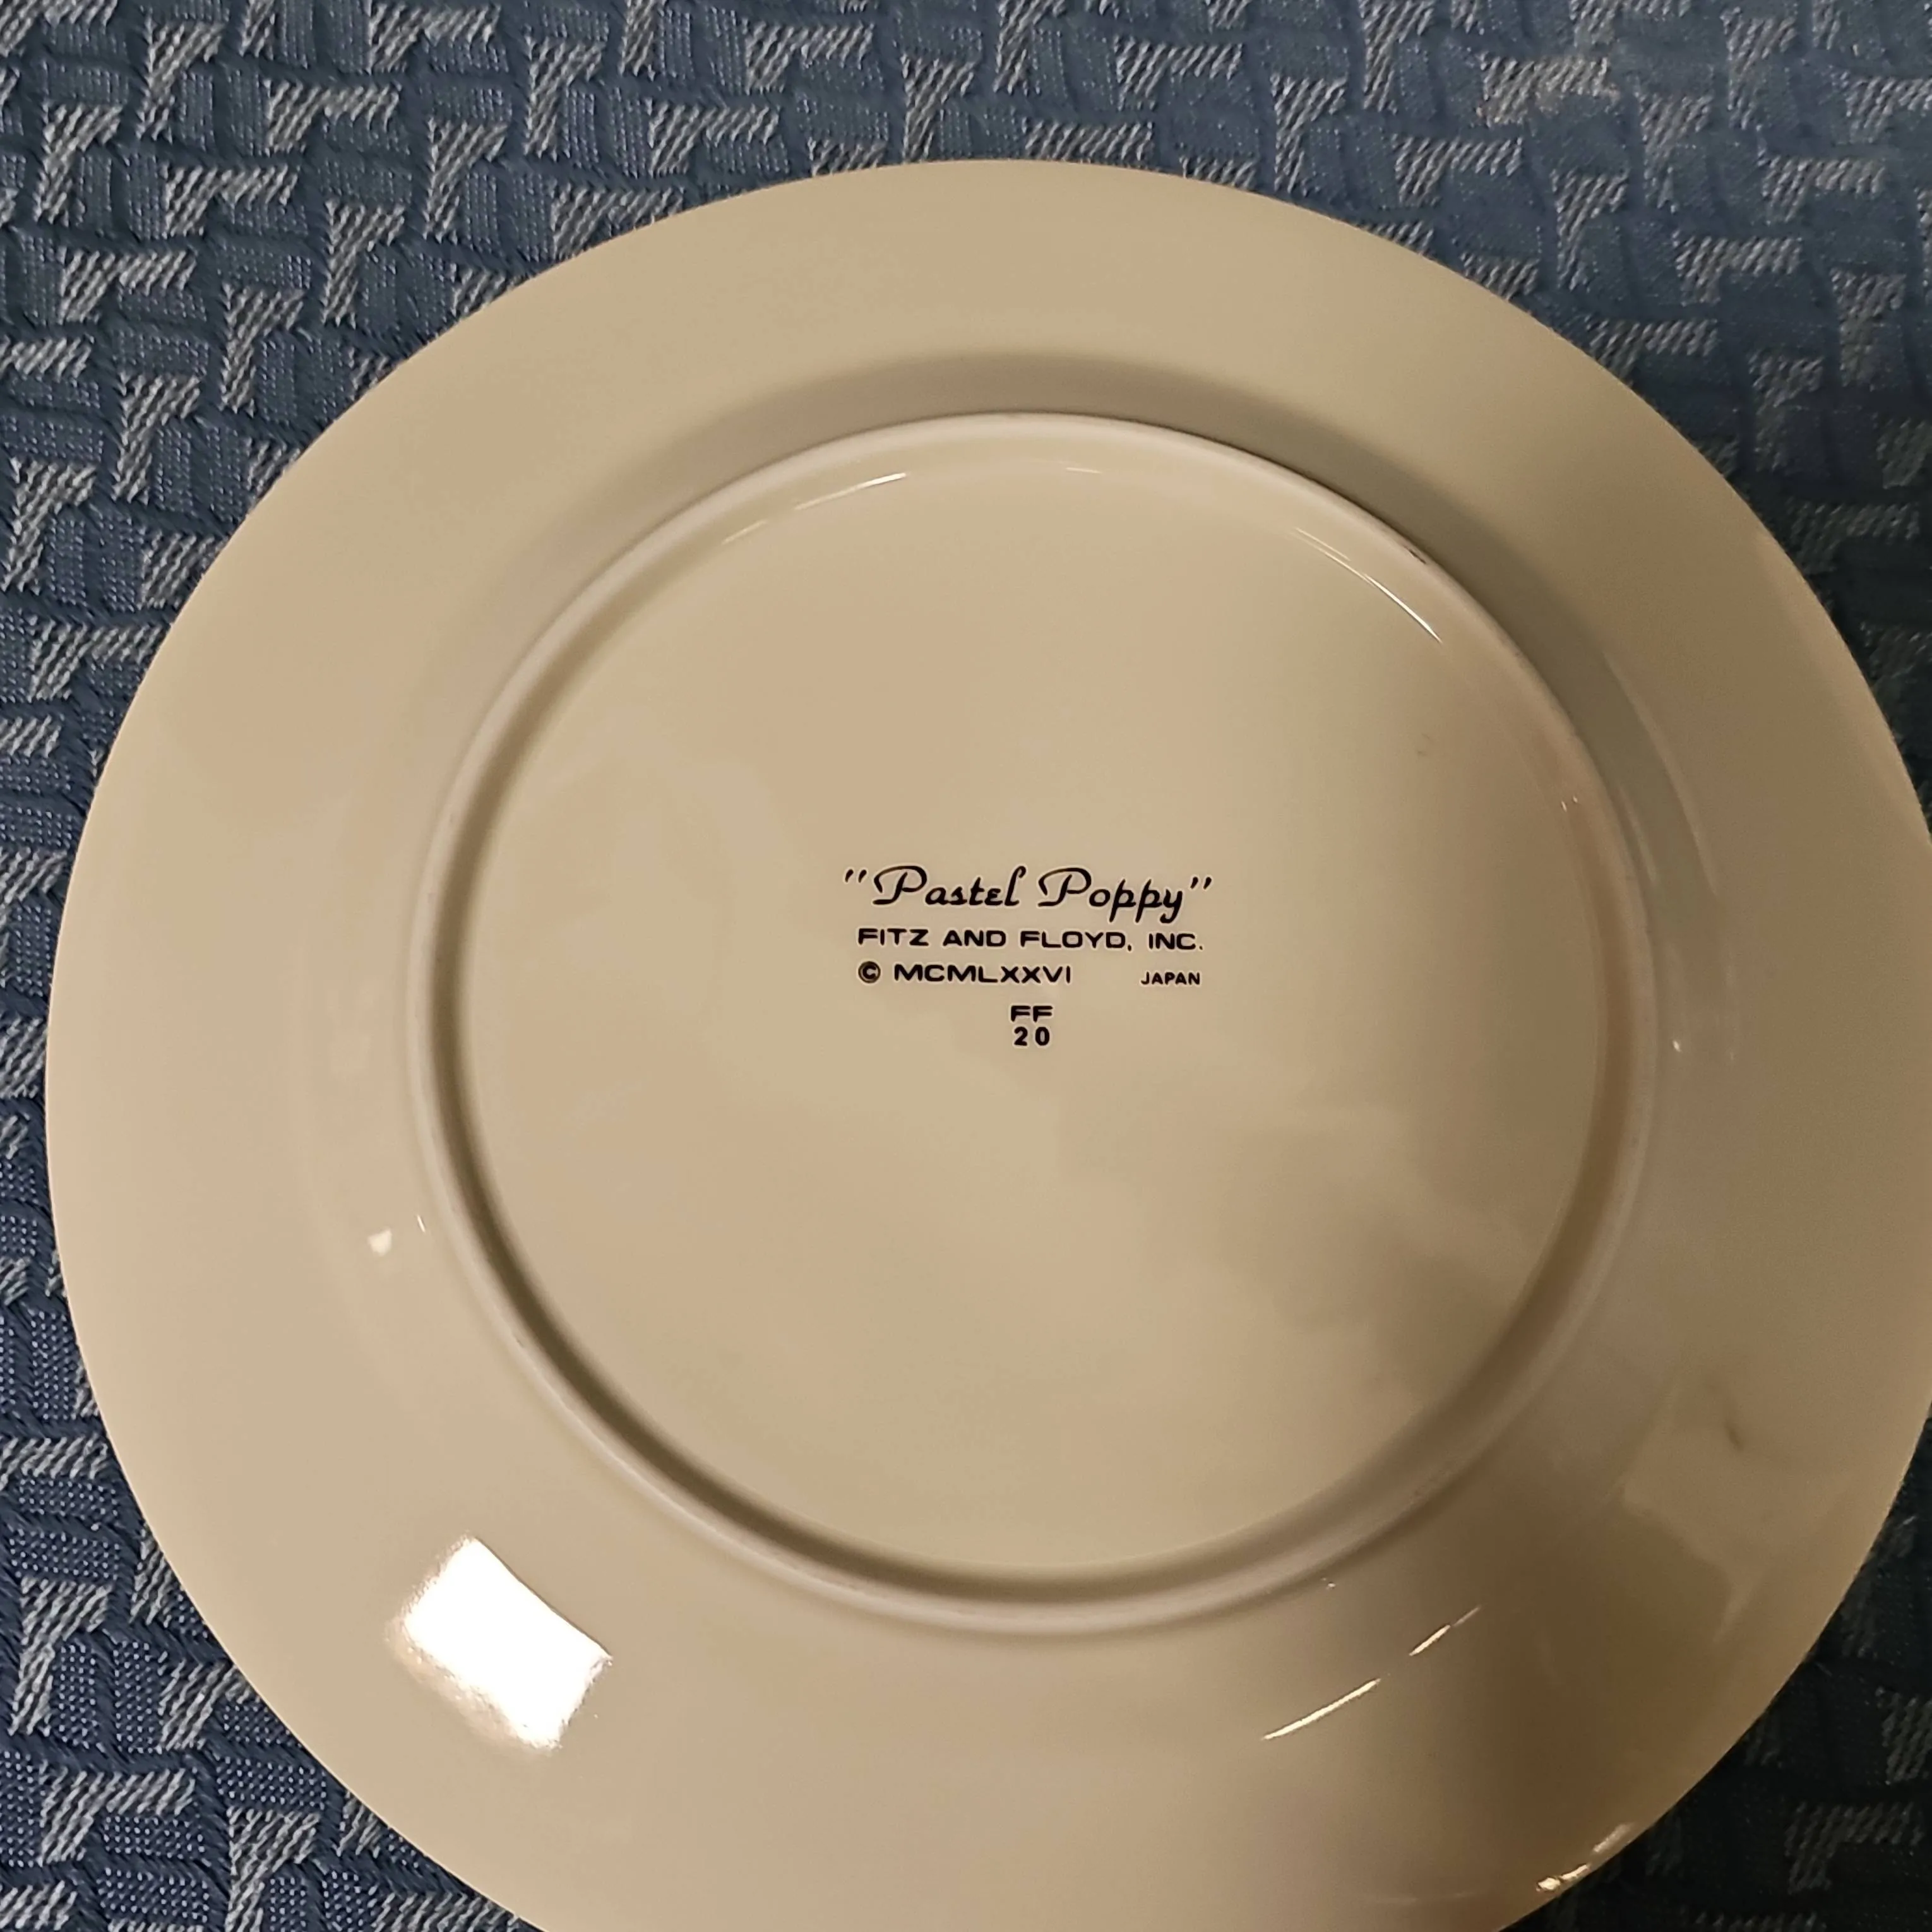 "Pastel Poppy"
FITZ AND FLOYD, INC.
© MCMLXXVI JAPAN
FF
20